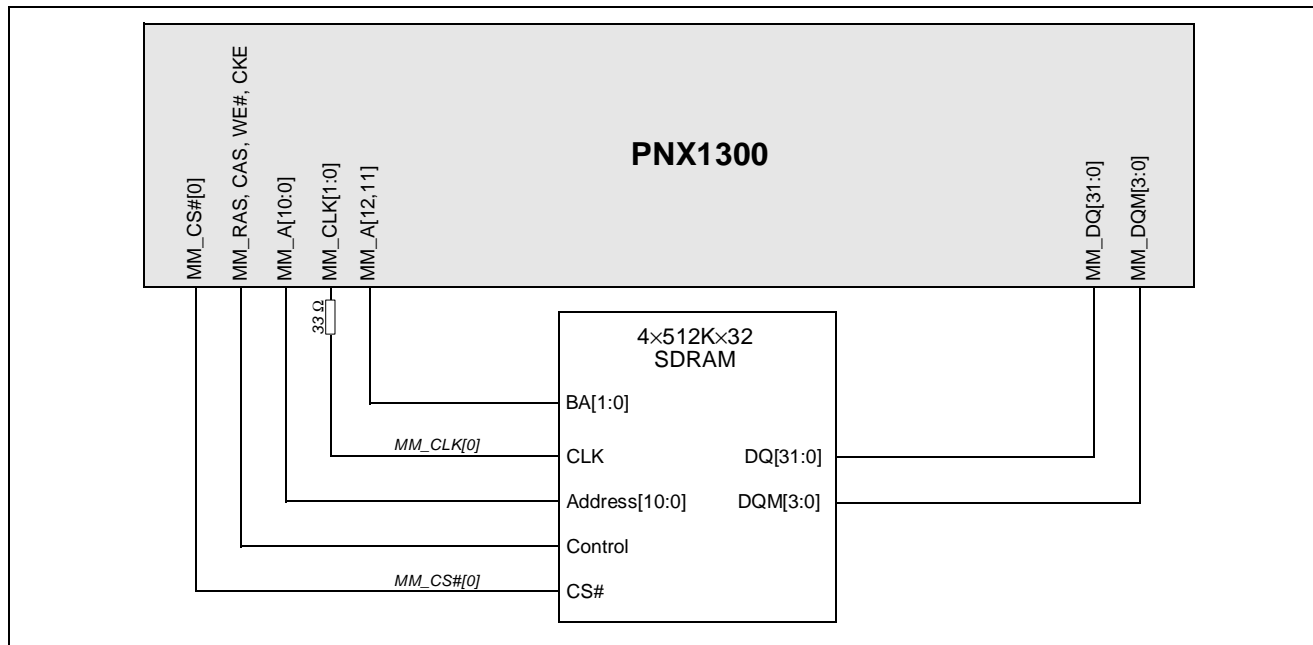 PNX1300
MM_CS#[0]
MM_RAS, CAS, WE#, CKE
MM_A[10:0]
MM_CLK[1:0]
MM_A[12,11]
MM_DQ[31:0]
MM_DQM[3:0]
33 Ω
4×512K×32
SDRAM
BA[1:0]
MM_CLK[0]
CLK
DQ[31:0]
Address[10:0]
DQM[3:0]
Control
MM_CS#[0]
CS#